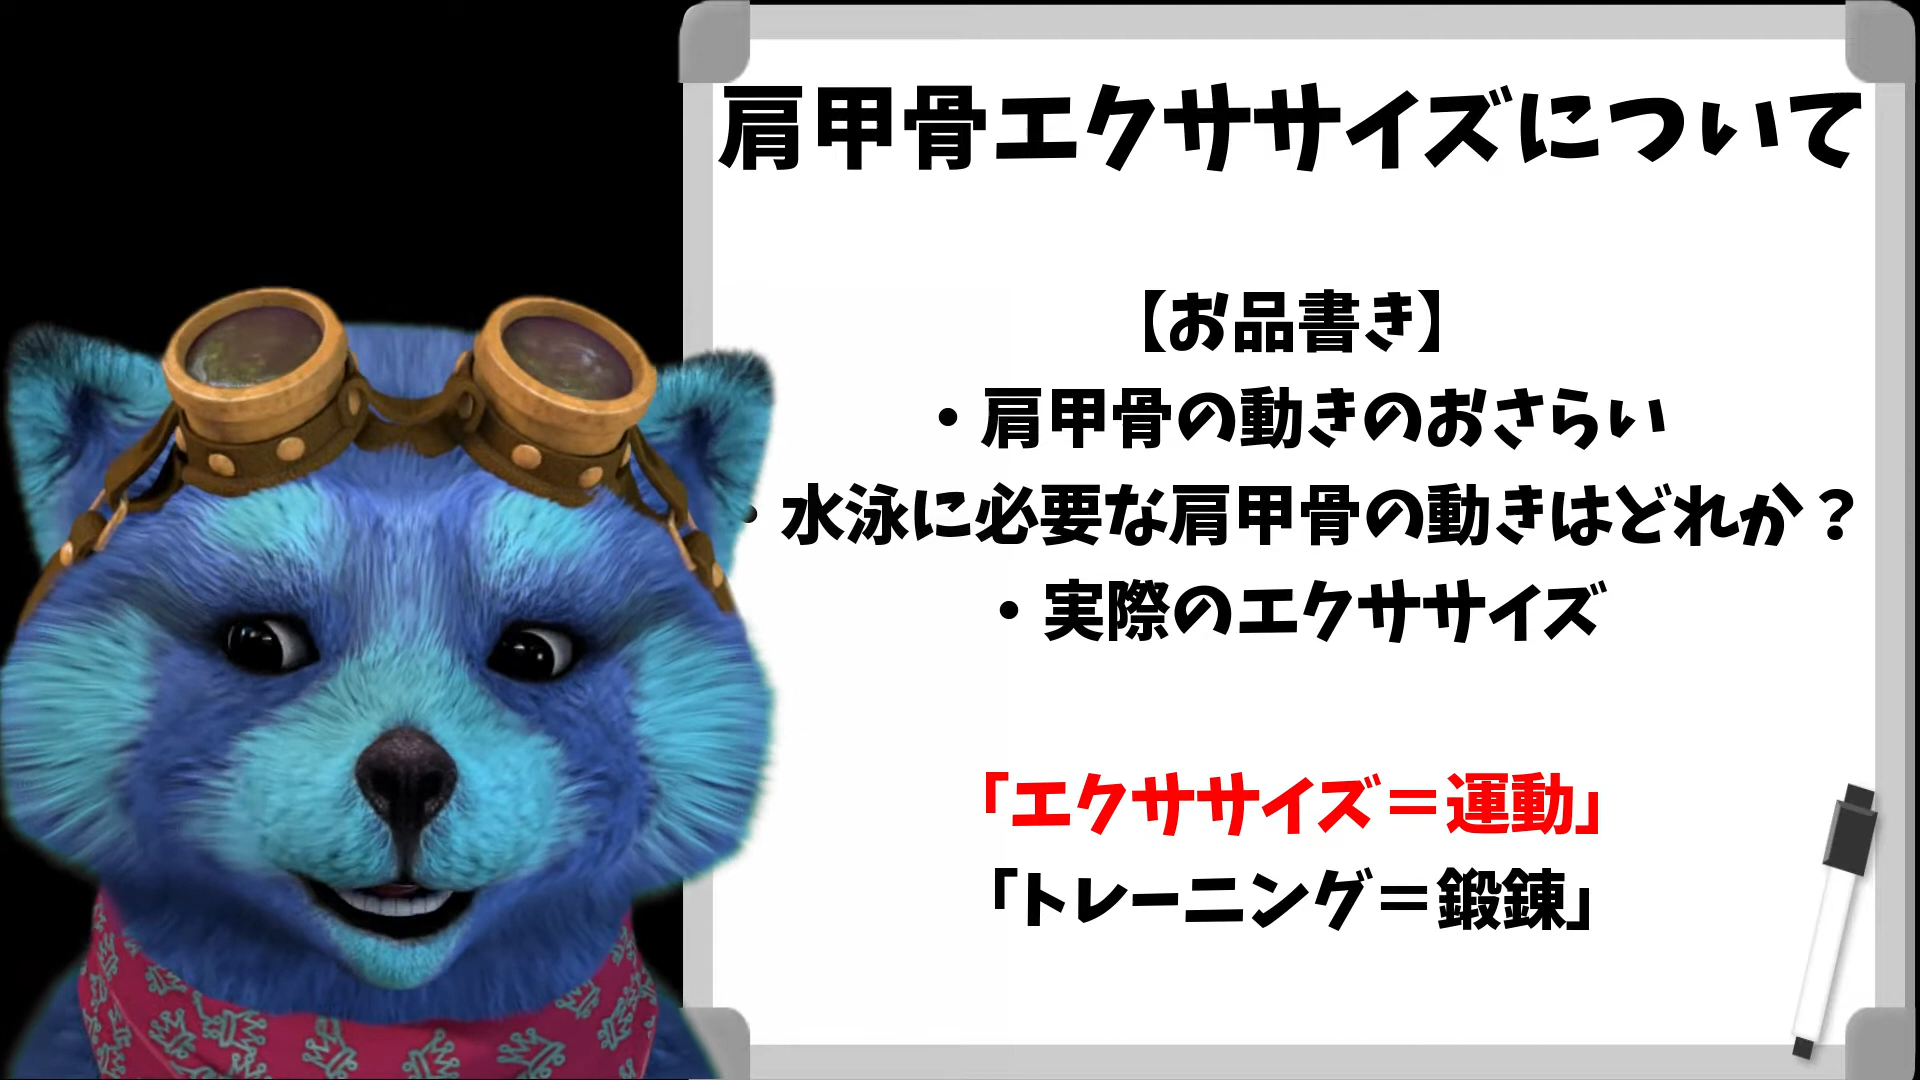 肩甲骨エクササイズについて
【お品書き】
・肩甲骨の動きのおさらい
・水泳に必要な肩甲骨の動きはどれか？
・実際のエクササイズ
「エクササイズ＝運動」
「トレーニング＝鍛錬」